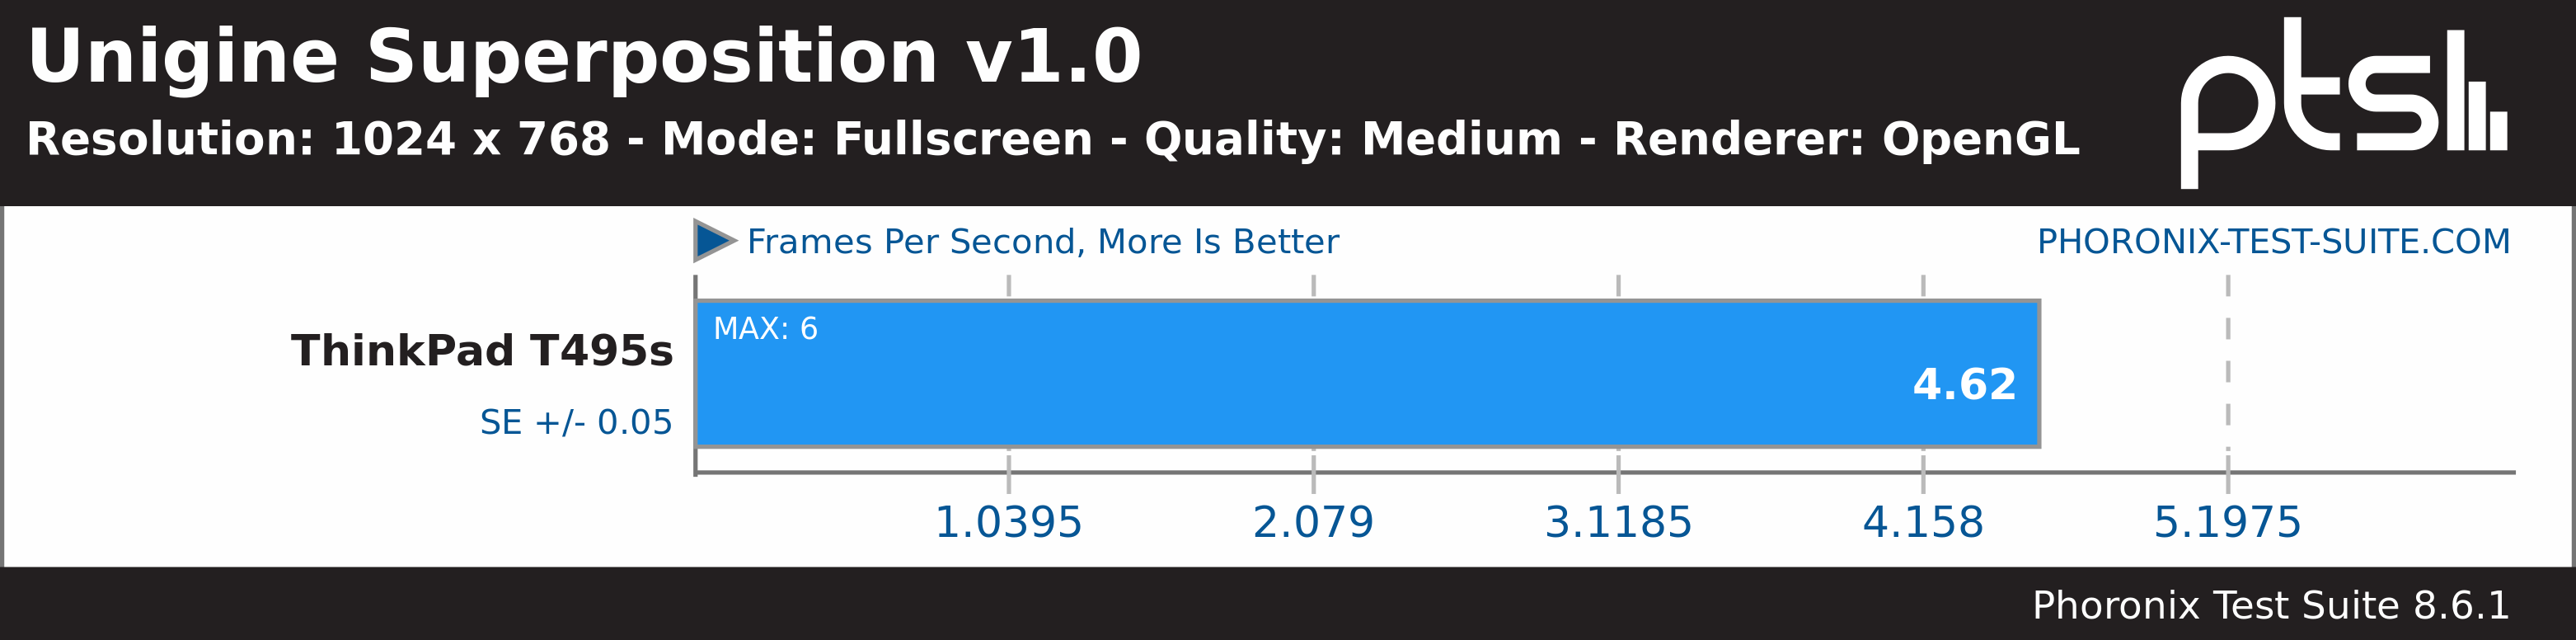 Unigine Superposition v1.0
Resolution: 1024 x 768 - Mode: Fullscreen - Quality: Medium - Renderer: OpenGL
pts
Frames Per Second, More Is Better
PHORONIX-TEST-SUITE.COM
ThinkPad T495s
SE +/- 0.05
MAX: 6
4.62
1.0395
2.079
3.1185
4.158
5.1975
Phoronix Test Suite 8.6.1